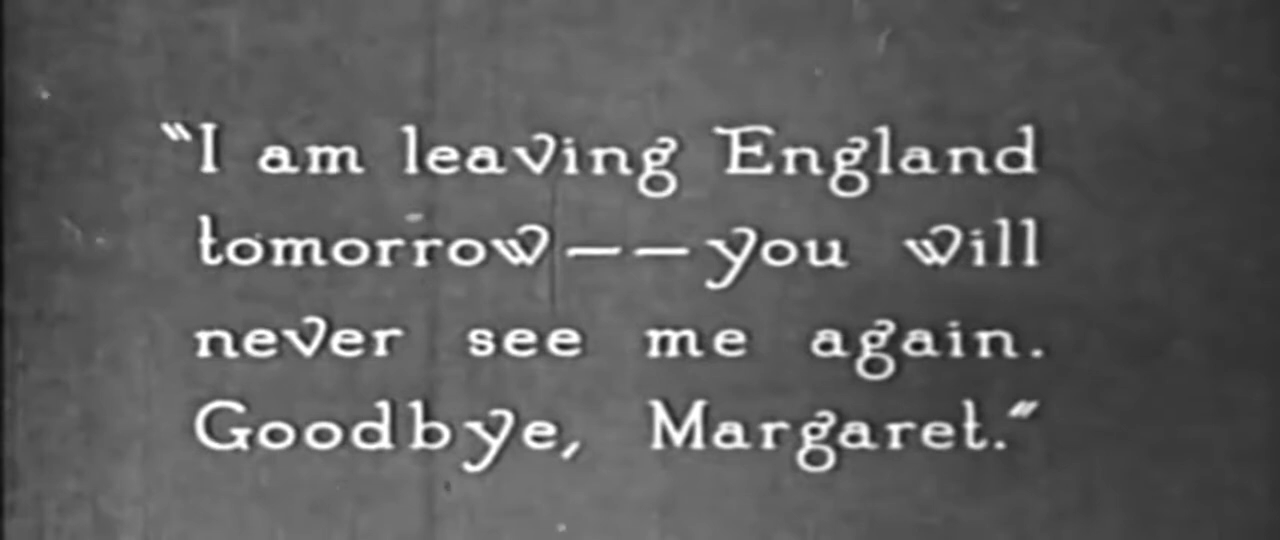 "I am leaving England
tomorrow——you will
never see me again.
Goodbye, Margaret."